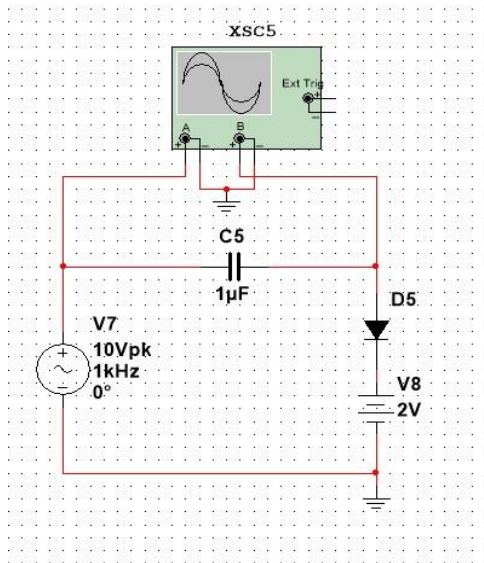 XSC5
Ext Trig
+
−
A
B
+
−
+
−
C5
1µF
D5
V7
+
10Vpk
1kHz
−
0°
V8
2V